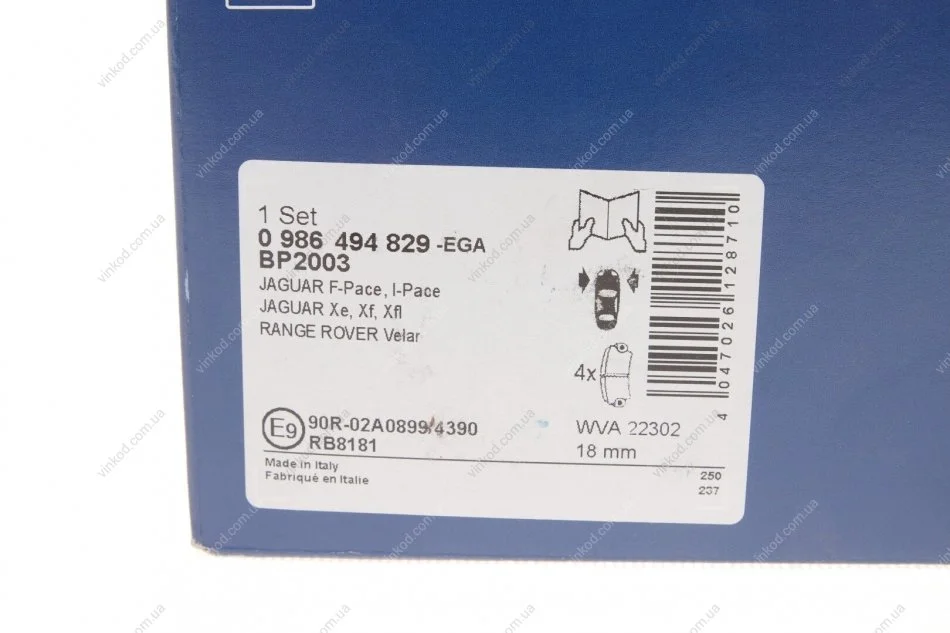 1 Set
0 986 494 829 -EGA
BP2003
JAGUAR F-Pace, I-Pace
JAGUAR Xe, Xf, Xfl
RANGE ROVER Velar
4x
4 047026 128710
E9 90R-02A0899/4390
RB8181
WVA 22302
18 mm
Made in Italy
Fabriqué en Italie
250
237
vinkod.com.ua